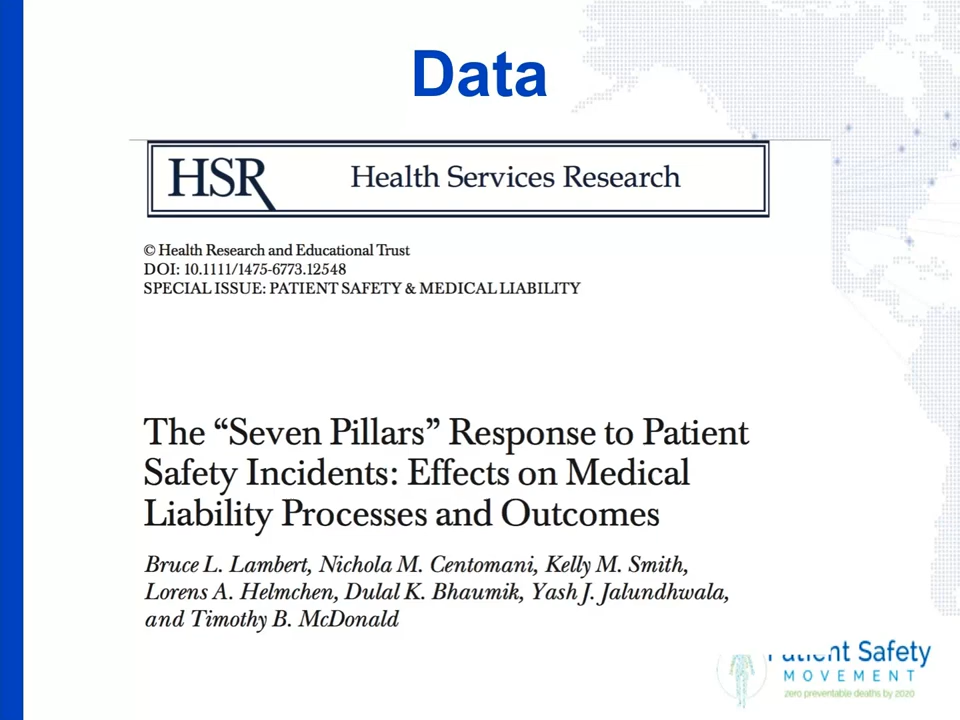 Data
HSR Health Services Research
© Health Research and Educational Trust
DOI: 10.1111/1475-6773.12548
SPECIAL ISSUE: PATIENT SAFETY & MEDICAL LIABILITY
The “Seven Pillars” Response to Patient
Safety Incidents: Effects on Medical
Liability Processes and Outcomes
Bruce L. Lambert, Nichola M. Centomani, Kelly M. Smith,
Lorens A. Helmchen, Dulal K. Bhaumik, Yash J. Jalundhwala,
and Timothy B. McDonald
Patient Safety
MOVEMENT
zero preventable deaths by 2020